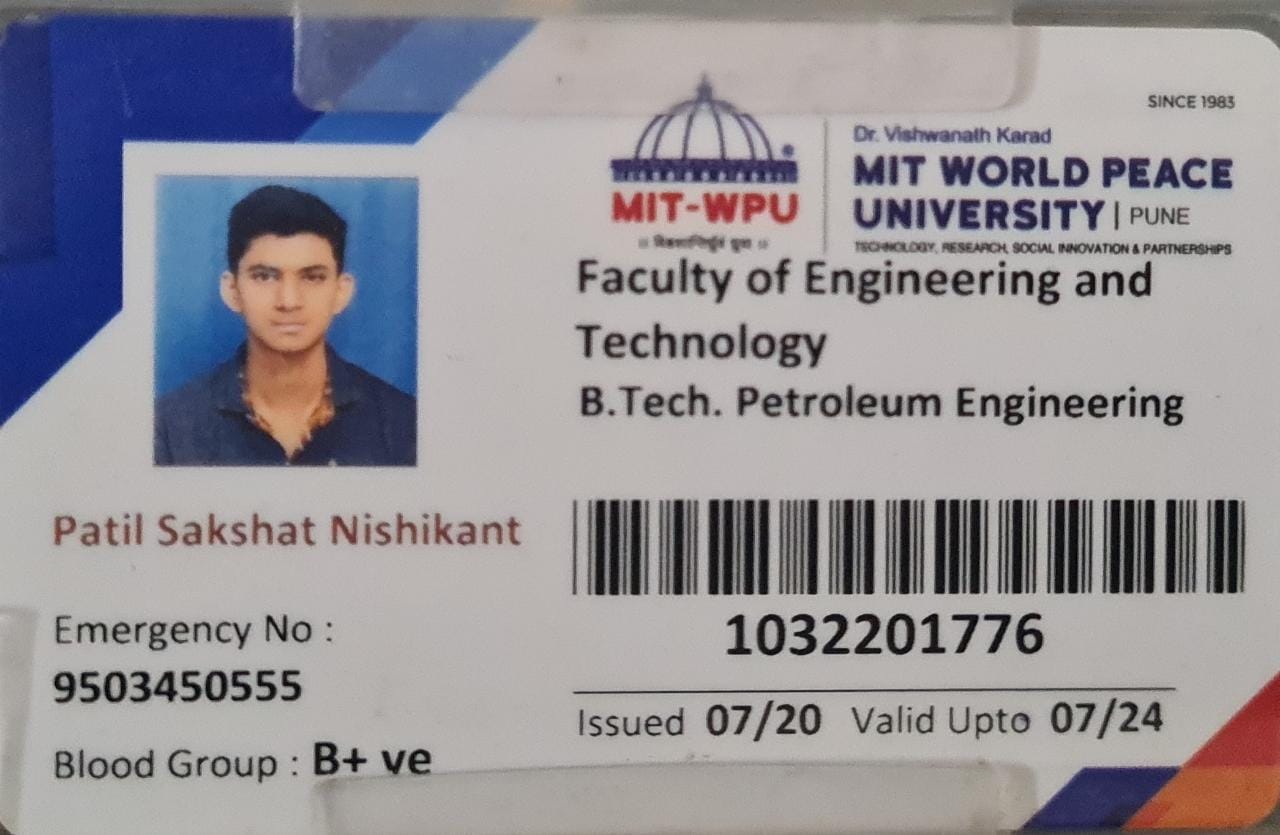 SINCE 1983
Dr. Vishwanath Karad
MIT WORLD PEACE
UNIVERSITY | PUNE
TECHNOLOGY, RESEARCH, SOCIAL INNOVATION & PARTNERSHIPS
MIT-WPU
Faculty of Engineering and
Technology
B.Tech. Petroleum Engineering
Patil Sakshat Nishikant
Emergency No :
9503450555
Blood Group : B+ ve
1032201776
Issued 07/20 Valid Upto 07/24